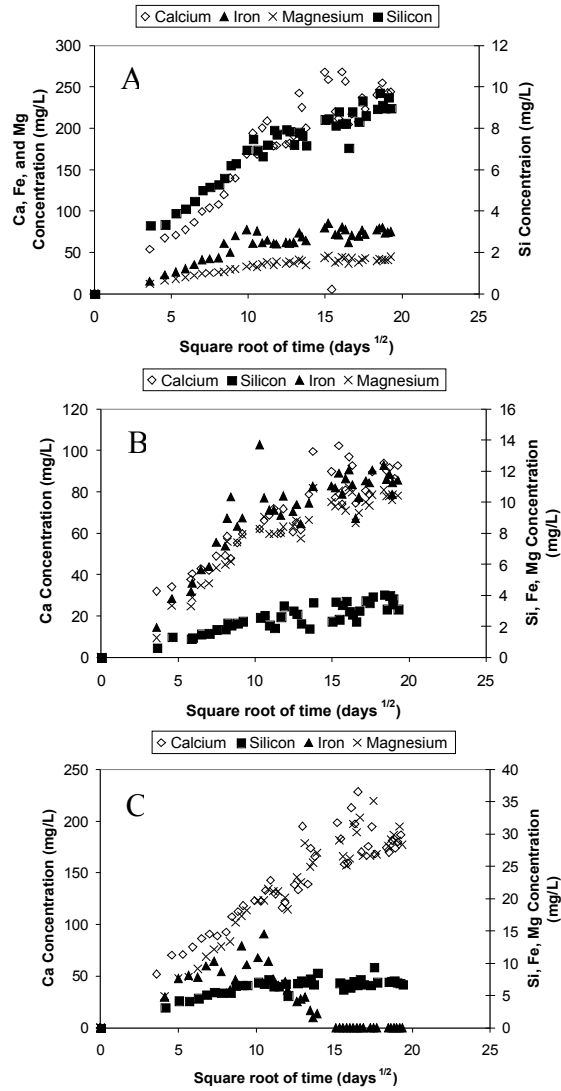 Calcium Iron Magnesium Silicon
A
Ca, Fe, and Mg
Concentration (mg/L)
300
250
200
150
100
50
0
Si Concentration (mg/L)
12
10
8
6
4
2
0
0 5 10 15 20 25
Square root of time (days 1/2)
Calcium Silicon Iron Magnesium
B
Ca Concentration (mg/L)
120
100
80
60
40
20
0
Si, Fe, Mg Concentration
(mg/L)
16
14
12
10
8
6
4
2
0
0 5 10 15 20 25
Square root of time (days 1/2)
Calcium Silicon Iron Magnesium
C
Ca Concentration (mg/L)
250
200
150
100
50
0
Si, Fe, Mg Concentration
(mg/L)
40
35
30
25
20
15
10
5
0
0 5 10 15 20 25
Square root of time (days 1/2)